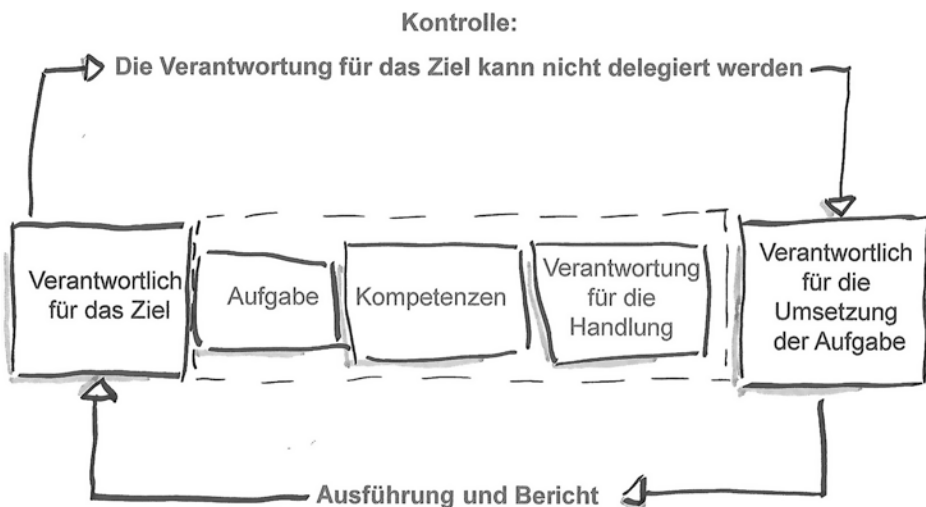 Kontrolle:
Die Verantwortung für das Ziel kann nicht delegiert werden
Verantwortlich
für das Ziel
Aufgabe
Kompetenzen
Verantwortung
für die
Handlung
Verantwortlich
für die
Umsetzung
der Aufgabe
Ausführung und Bericht